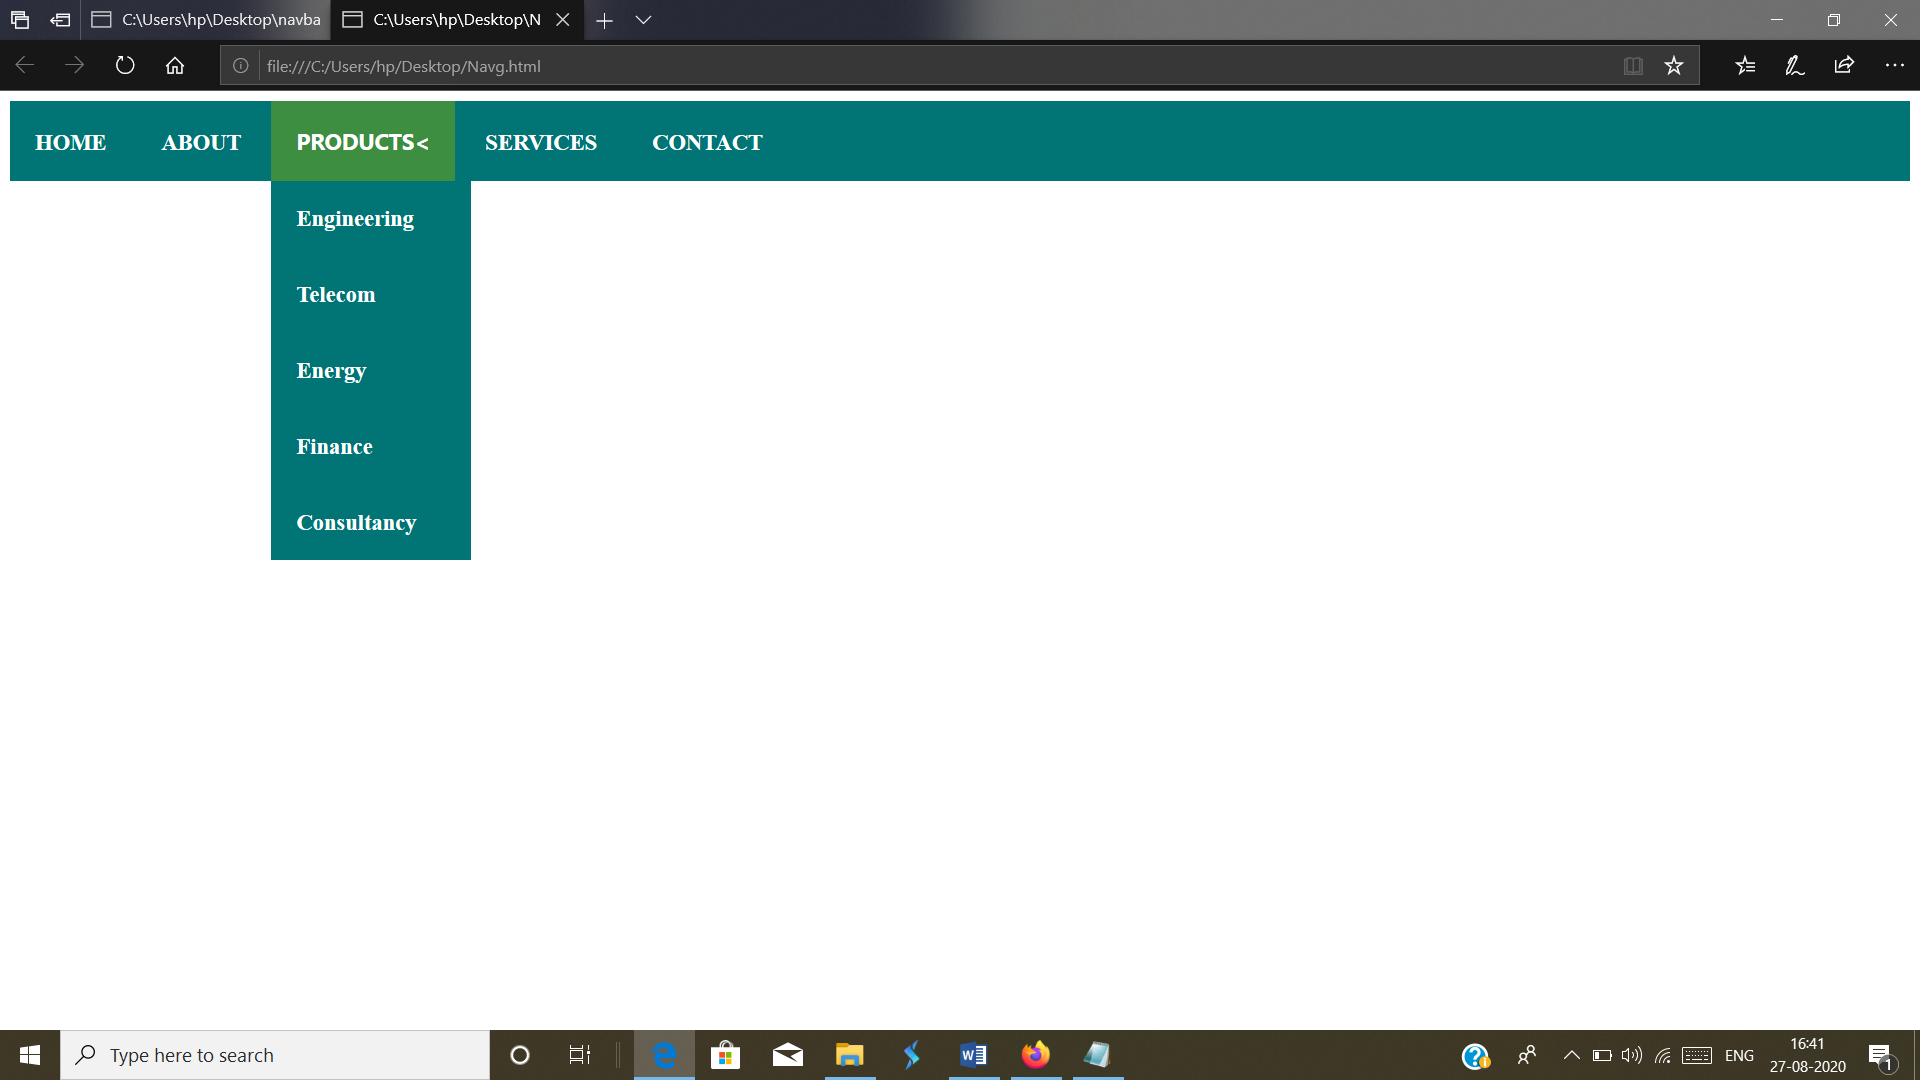 C:\Users\hp\Desktop\navba C:\Users\hp\Desktop\N
file:///C:/Users/hp/Desktop/Navg.html
HOME ABOUT PRODUCTS< SERVICES CONTACT
Engineering
Telecom
Energy
Finance
Consultancy
Type here to search
ENG
16:41
27-08-2020
1